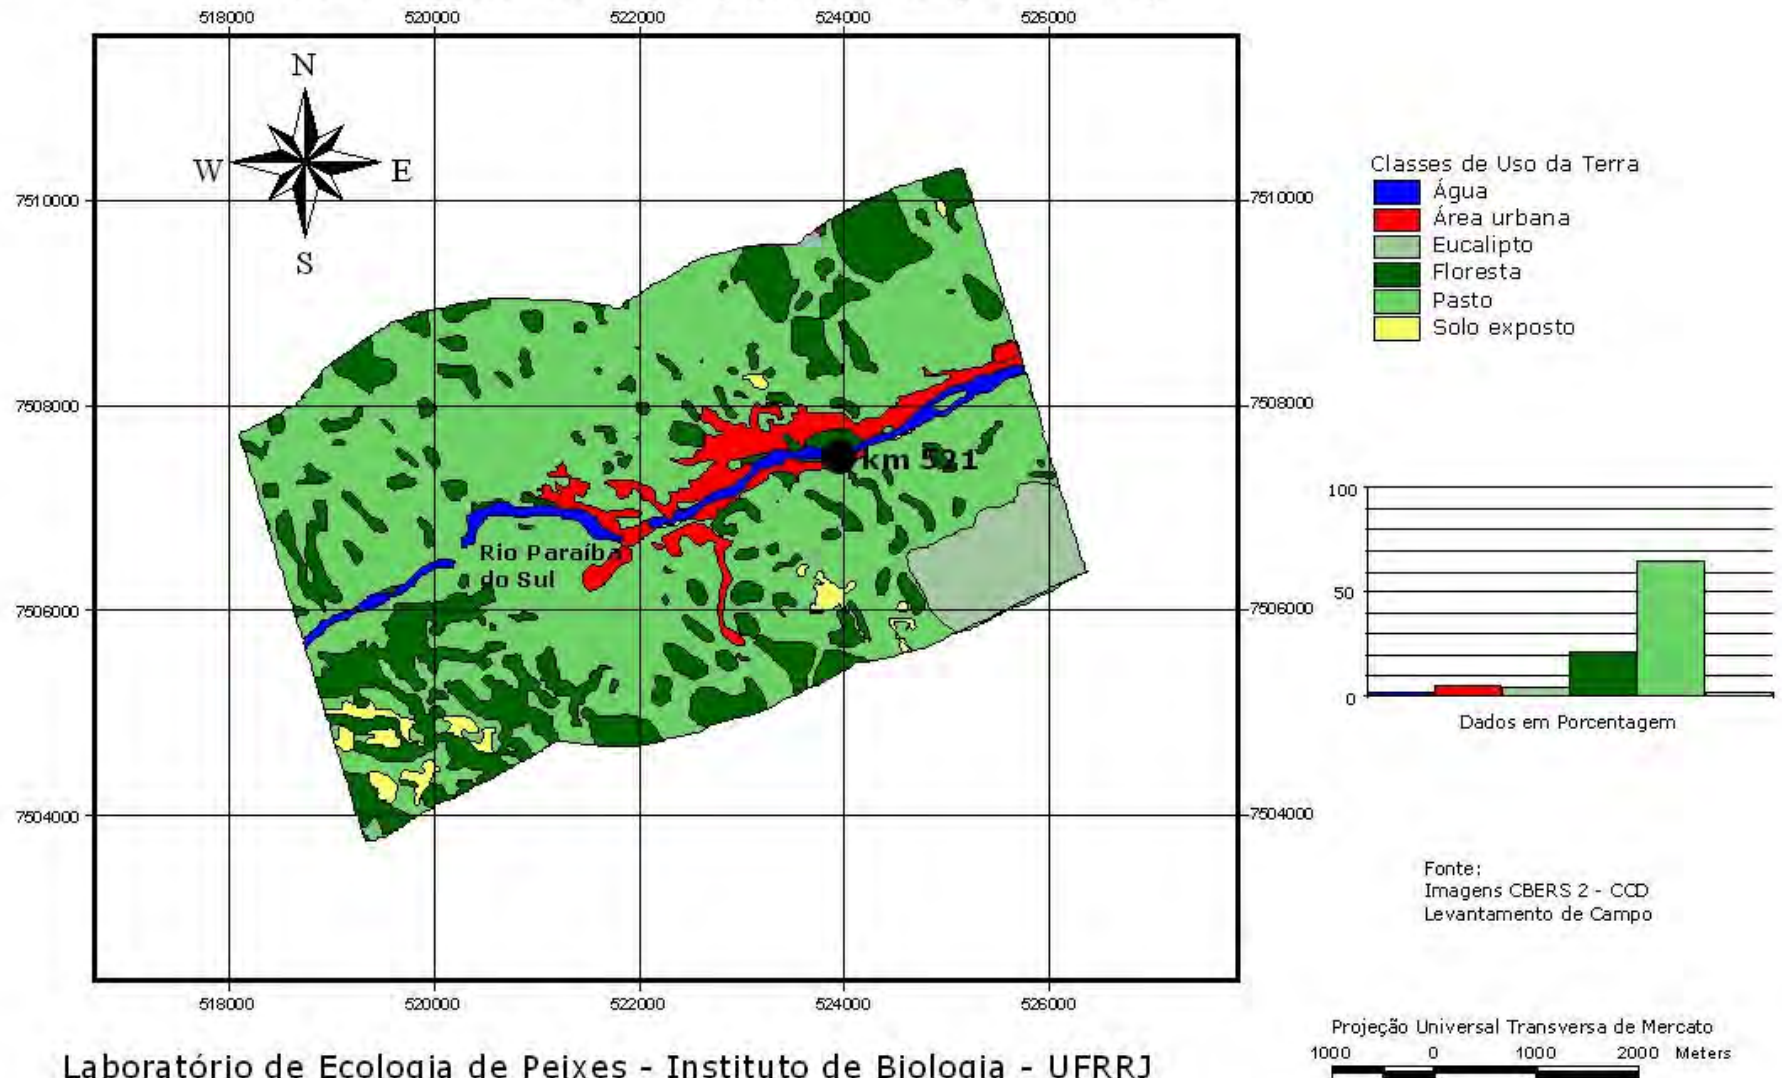 518000 520000 522000 524000 526000
N
W E
S
7510000 7510000
7508000 7508000
7506000 7506000
7504000 7504000
km 521
Rio Paraíba
do Sul
518000 520000 522000 524000 526000
Classes de Uso da Terra
Água
Área urbana
Eucalipto
Floresta
Pasto
Solo exposto
100
50
0
Dados em Porcentagem
Fonte:
Imagens CBERS 2 - CCD
Levantamento de Campo
Projeção Universal Transversa de Mercato
1000 0 1000 2000 Meters
Laboratório de Ecologia de Peixes - Instituto de Biologia - UFRRJ